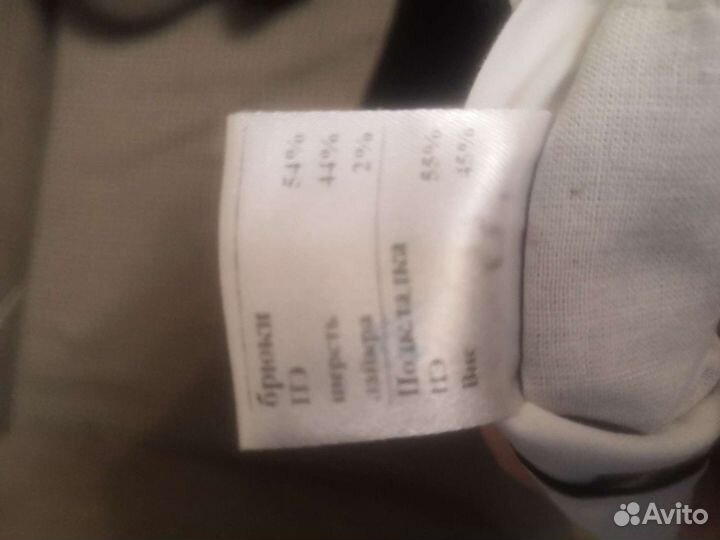 брюки
ПЭ 54%
шерсть 44%
лайкра 2%
Подкладка
ПЭ 55%
Вис 45%
Avito